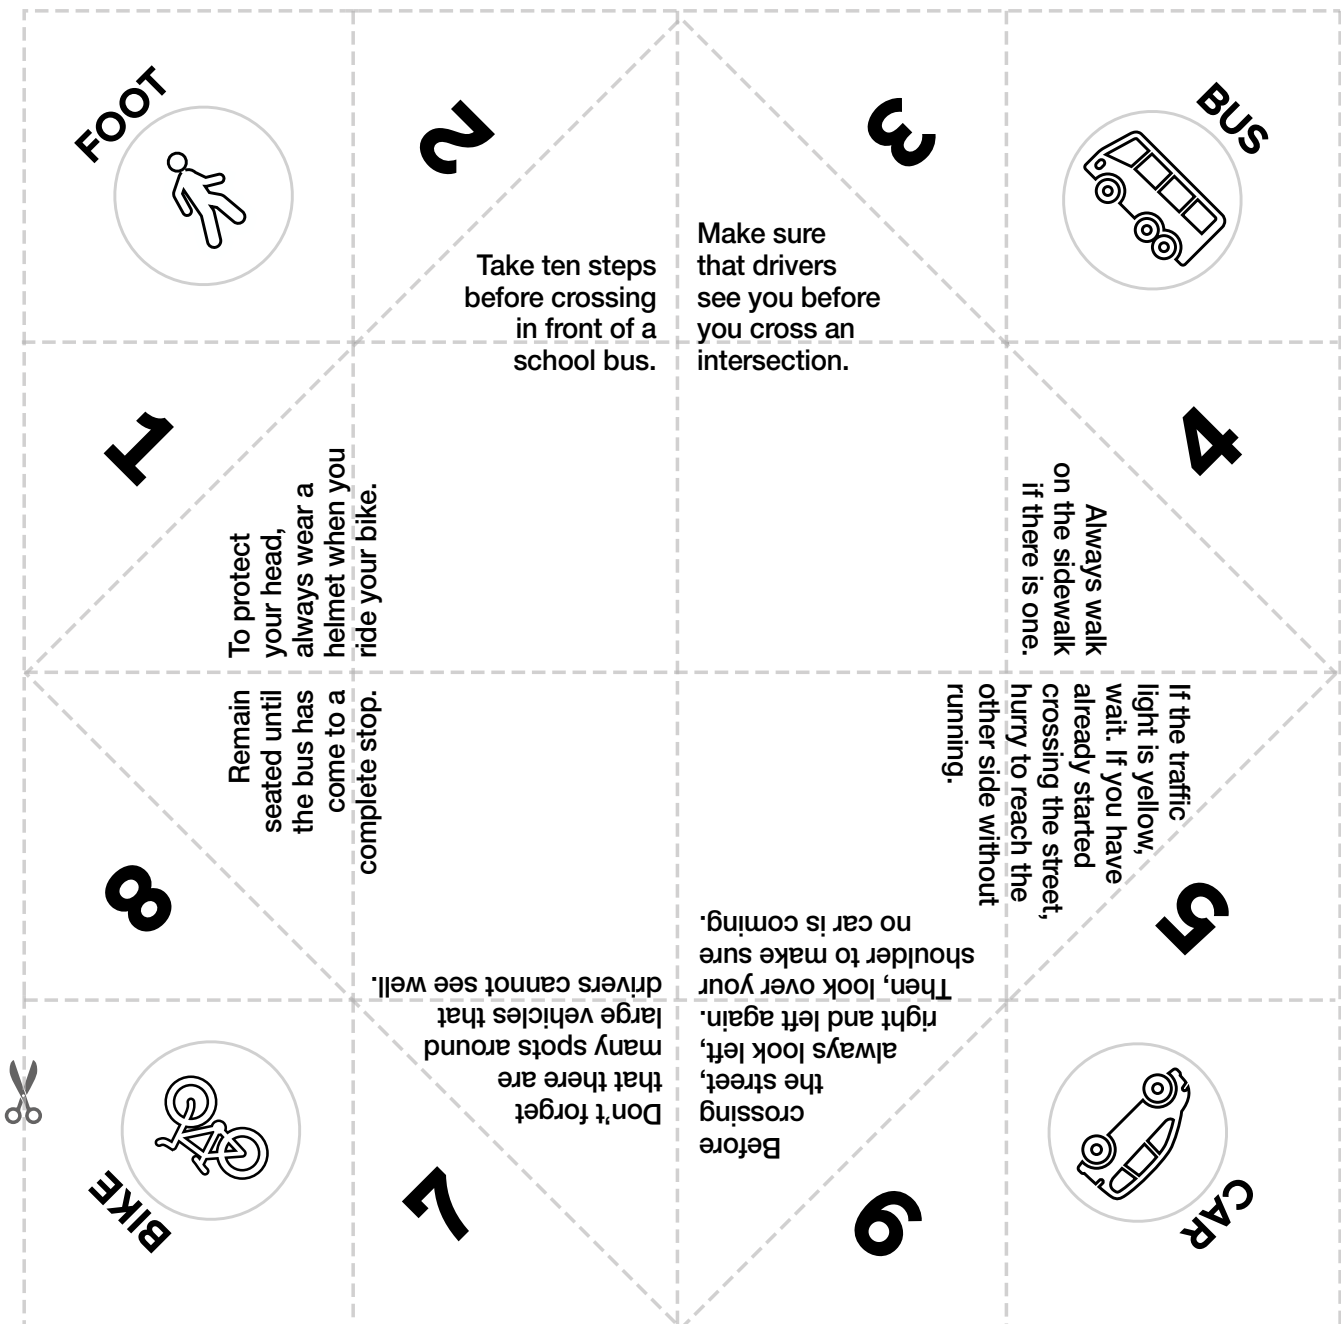 FOOT
2
3
BUS
Take ten steps
before crossing
in front of a
school bus.
Make sure
that drivers
see you before
you cross an
intersection.
1
4
To protect
your head,
always wear a
helmet when you
ride your bike.
Always walk
on the sidewalk
if there is one.
Remain
seated until
the bus has
come to a
complete stop.
If the traffic
light is yellow,
wait. If you have
already started
crossing the street,
hurry to reach the
other side without
running.
8
5
Don't forget
that there are
many spots around
large vehicles that
drivers cannot see well.
Before
crossing
the street,
always look left,
right and left again.
Then, look over your
shoulder to make sure
no car is coming.
BIKE
7
6
CAR